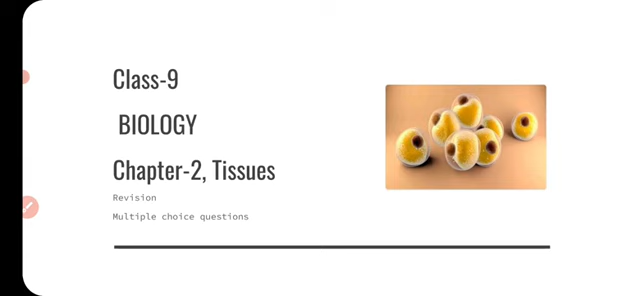 Class-9
BIOLOGY
Chapter-2, Tissues
Revision
Multiple choice questions